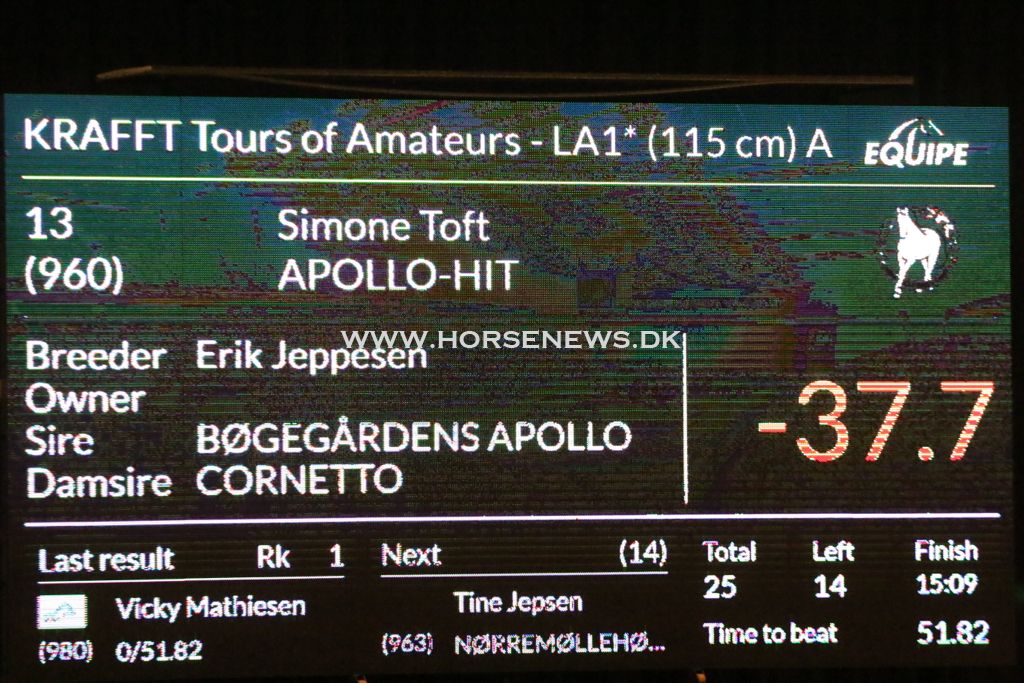 KRAFFT Tours of Amateurs - LA1* (115 cm) A EQUIPE
13 Simone Toft
(960) APOLLO-HIT
WWW.HORSENEWS.DK
Breeder Erik Jeppesen
Owner
-37.7
Sire BØGEGÅRDENS APOLLO
Damsire CORNETTO
Last result Rk 1 Next (14) Total Left Finish
25 14 15:09
Vicky Mathiesen Tine Jepsen
Time to beat 51.82
(980) 0/51.82 (963) NØRREMØLLEHØ...